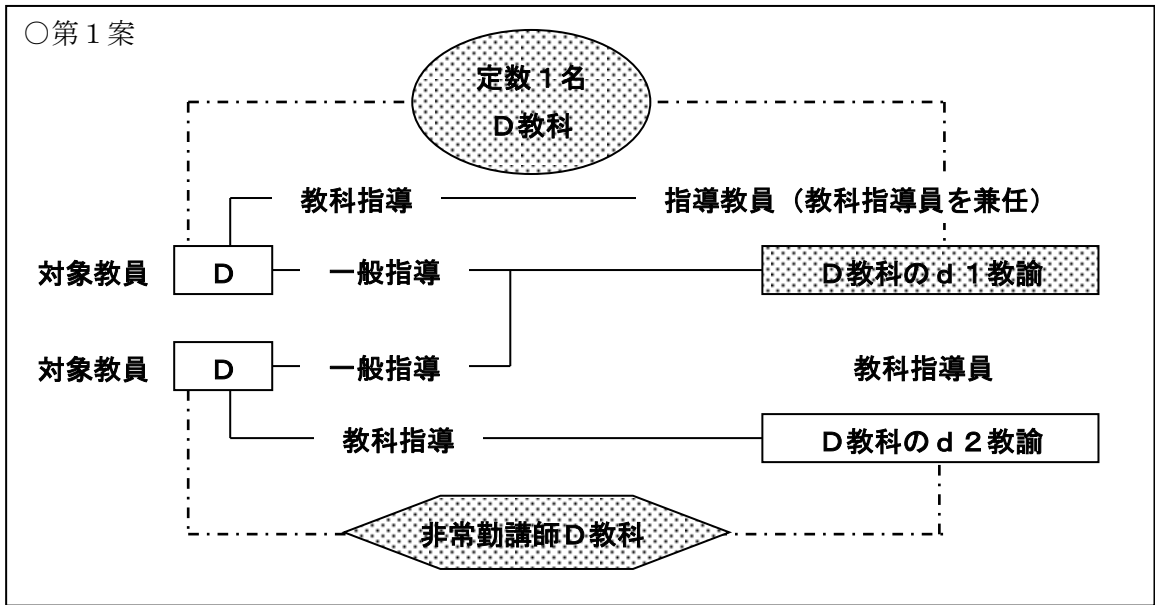 ○第１案
定数１名
Ｄ教科
教科指導 指導教員（教科指導員を兼任）
対象教員 Ｄ 一般指導 Ｄ教科のｄ１教諭
対象教員 Ｄ 一般指導 教科指導員
教科指導 Ｄ教科のｄ２教諭
非常勤講師Ｄ教科